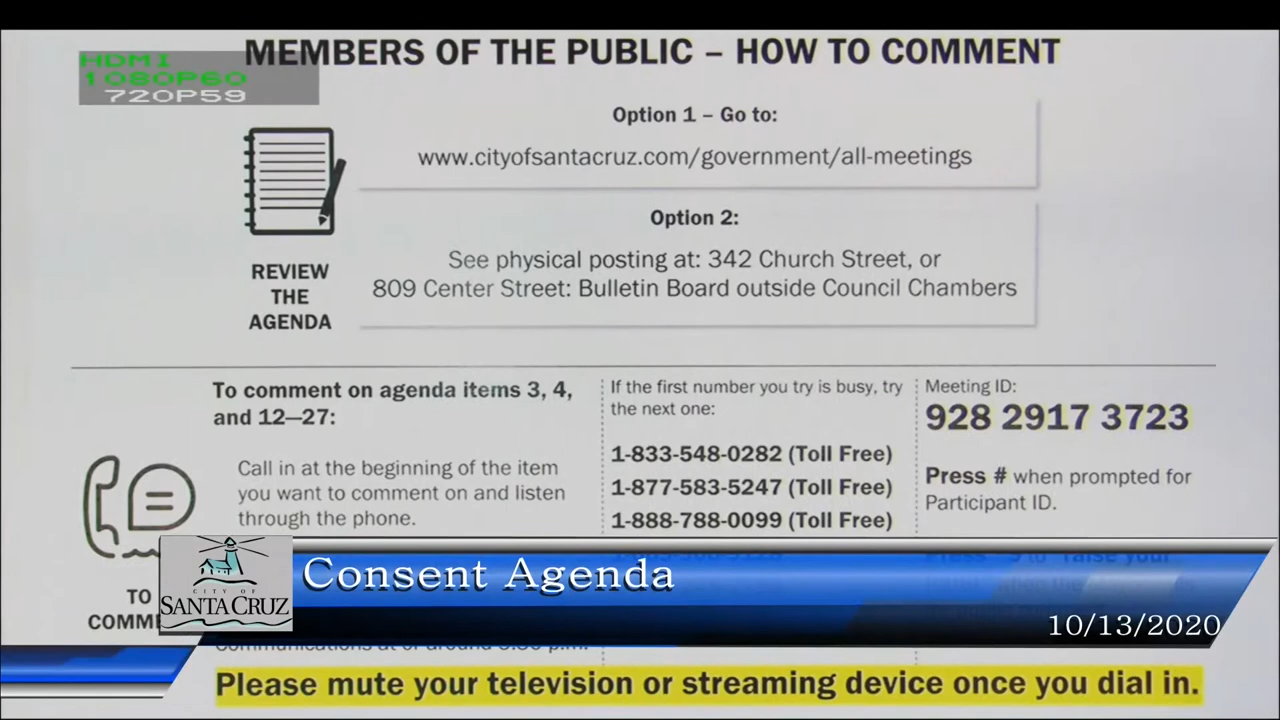 MEMBERS OF THE PUBLIC – HOW TO COMMENT
HDMI
1080P60
720P59
Option 1 – Go to:
www.cityofsantacruz.com/government/all-meetings
Option 2:
See physical posting at: 342 Church Street, or
809 Center Street: Bulletin Board outside Council Chambers
REVIEW
THE
AGENDA
To comment on agenda items 3, 4,
and 12—27:
Call in at the beginning of the item
you want to comment on and listen
through the phone.
If the first number you try is busy, try
the next one:
1-833-548-0282 (Toll Free)
1-877-583-5247 (Toll Free)
1-888-788-0099 (Toll Free)
Meeting ID:
928 2917 3723
Press # when prompted for
Participant ID.
TO
CITY OF
SANTA CRUZ
Consent Agenda
10/13/2020
Please mute your television or streaming device once you dial in.